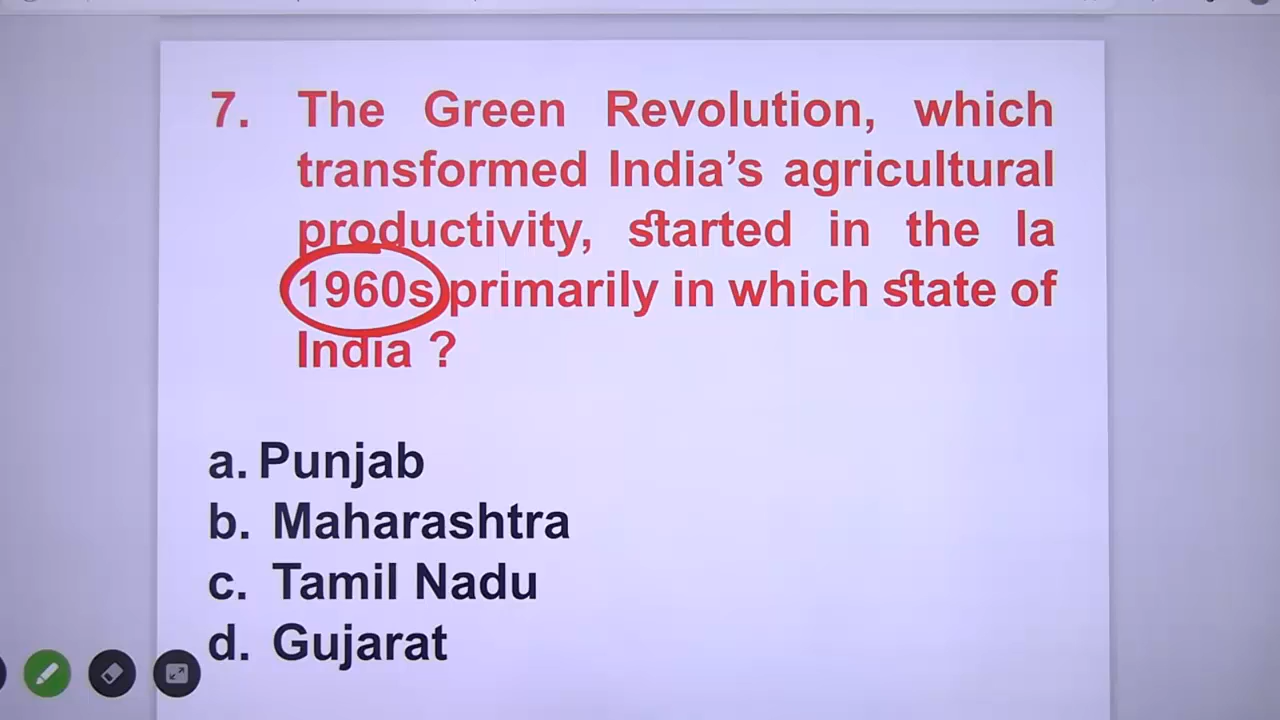 7. The Green Revolution, which
transformed India's agricultural
productivity, started in the la
1960s primarily in which state of
India ?
a. Punjab
b. Maharashtra
c. Tamil Nadu
d. Gujarat